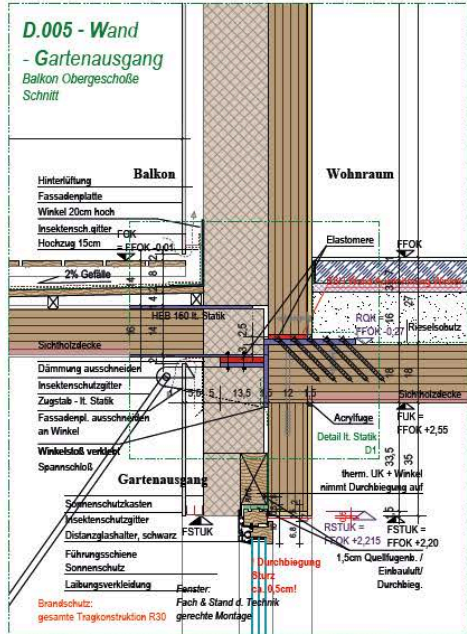 D.005 - Wand
- Gartenausgang
Balkon Obergeschoße
Schnitt
Balkon
Wohnraum
Hinterlüftung
Fassadenplatte
Winkel 20cm hoch
Insektensch.gitter
Hochzug 15cm
FOK
= FFOK -0,01
2% Gefälle
Elastomere
FFOK
HEB 160 lt. Statik
ROK =
FFOK -0,27
Rieselschutz
Sichtholzdecke
Sichtholzdecke
Dämmung ausschneiden
Insektenschutzgitter
Zugstab - lt. Statik
Fassadenpl. ausschneiden
an Winkel
Winkelstoß verklebt
Spannschloß
Acrylfuge
Detail lt. Statik
D1
FUK =
FFOK +2,55
Gartenausgang
therm. UK + Winkel
nimmt Durchbiegung auf
Sonnenschutzkasten
Insektenschutzgitter
Distanzglashalter, schwarz
Führungsschiene
Sonnenschutz
Laibungsverkleidung
FSTUK
RSTUK =
FFOK +2,215
FSTUK =
FFOK +2,20
1,5cm Quellfugenb. /
Einbauluft/
Durchbieg.
! Durchbiegung
Sturz
ca. 0,5cm!
Fenster:
Fach & Stand d. Technik
gerechte Montage
Brandschutz:
gesamte Tragkonstruktion R30